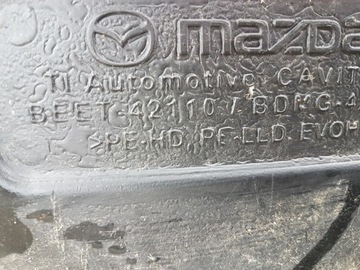 mazda
TI Automotive CAVIT
BEET-42110 / BDMG-4
>PE-HD, PE-LLD, EVOH